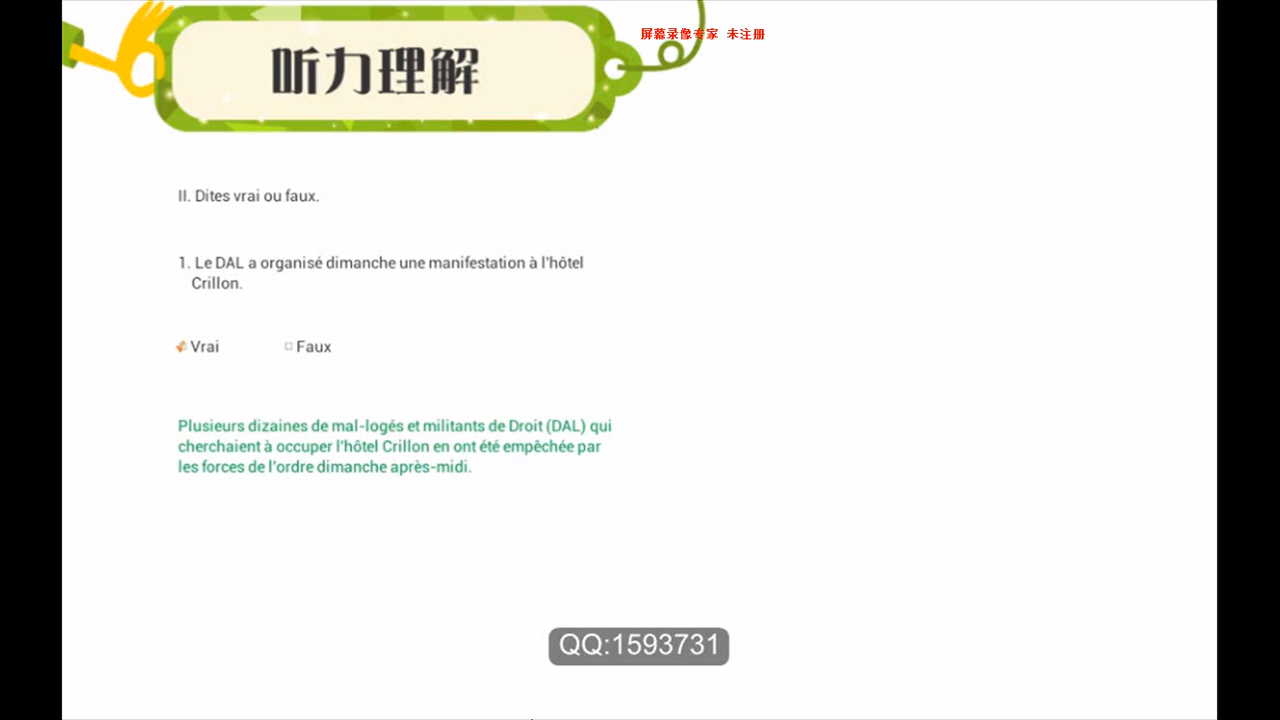 听力理解
屏幕录像专家 未注册
II. Dites vrai ou faux.
1. Le DAL a organisé dimanche une manifestation à l'hôtel
Crillon.
Vrai Faux
Plusieurs dizaines de mal-logés et militants de Droit (DAL) qui
cherchaient à occuper l'hôtel Crillon en ont été empêchée par
les forces de l'ordre dimanche après-midi.
QQ:1593731